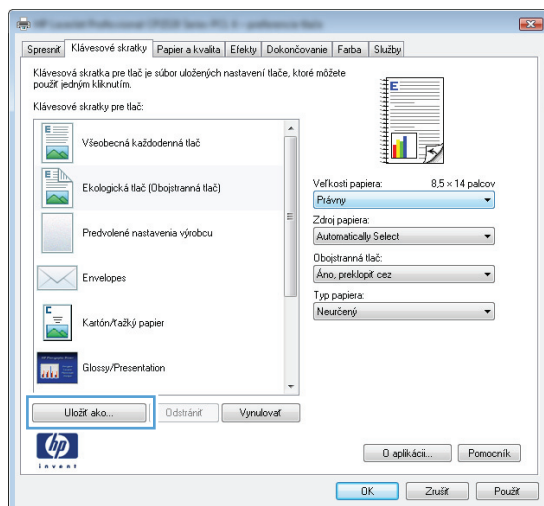 Spresniť Klávesové skratky Papier a kvalita Efekty Dokončovanie Farba Služby
Klávesová skratka pre tlač je súbor uložených nastavení tlače, ktoré môžete
použiť jedným kliknutím.
Klávesové skratky pre tlač:
Všeobecná každodenná tlač
Ekologická tlač (Obojstranná tlač)
Predvolené nastavenia výrobcu
Envelopes
Kartón/ťažký papier
Glossy/Presentation
Uložiť ako... Odstrániť Vynulovať
E
Veľkosti papiera: 8,5 × 14 palcov
Právny
Zdroj papiera:
Automatically Select
Obojstranná tlač:
Áno, preklopiť cez
Typ papiera:
Neurčený
hp
invent
O aplikácii... Pomocník
OK Zrušiť Použiť